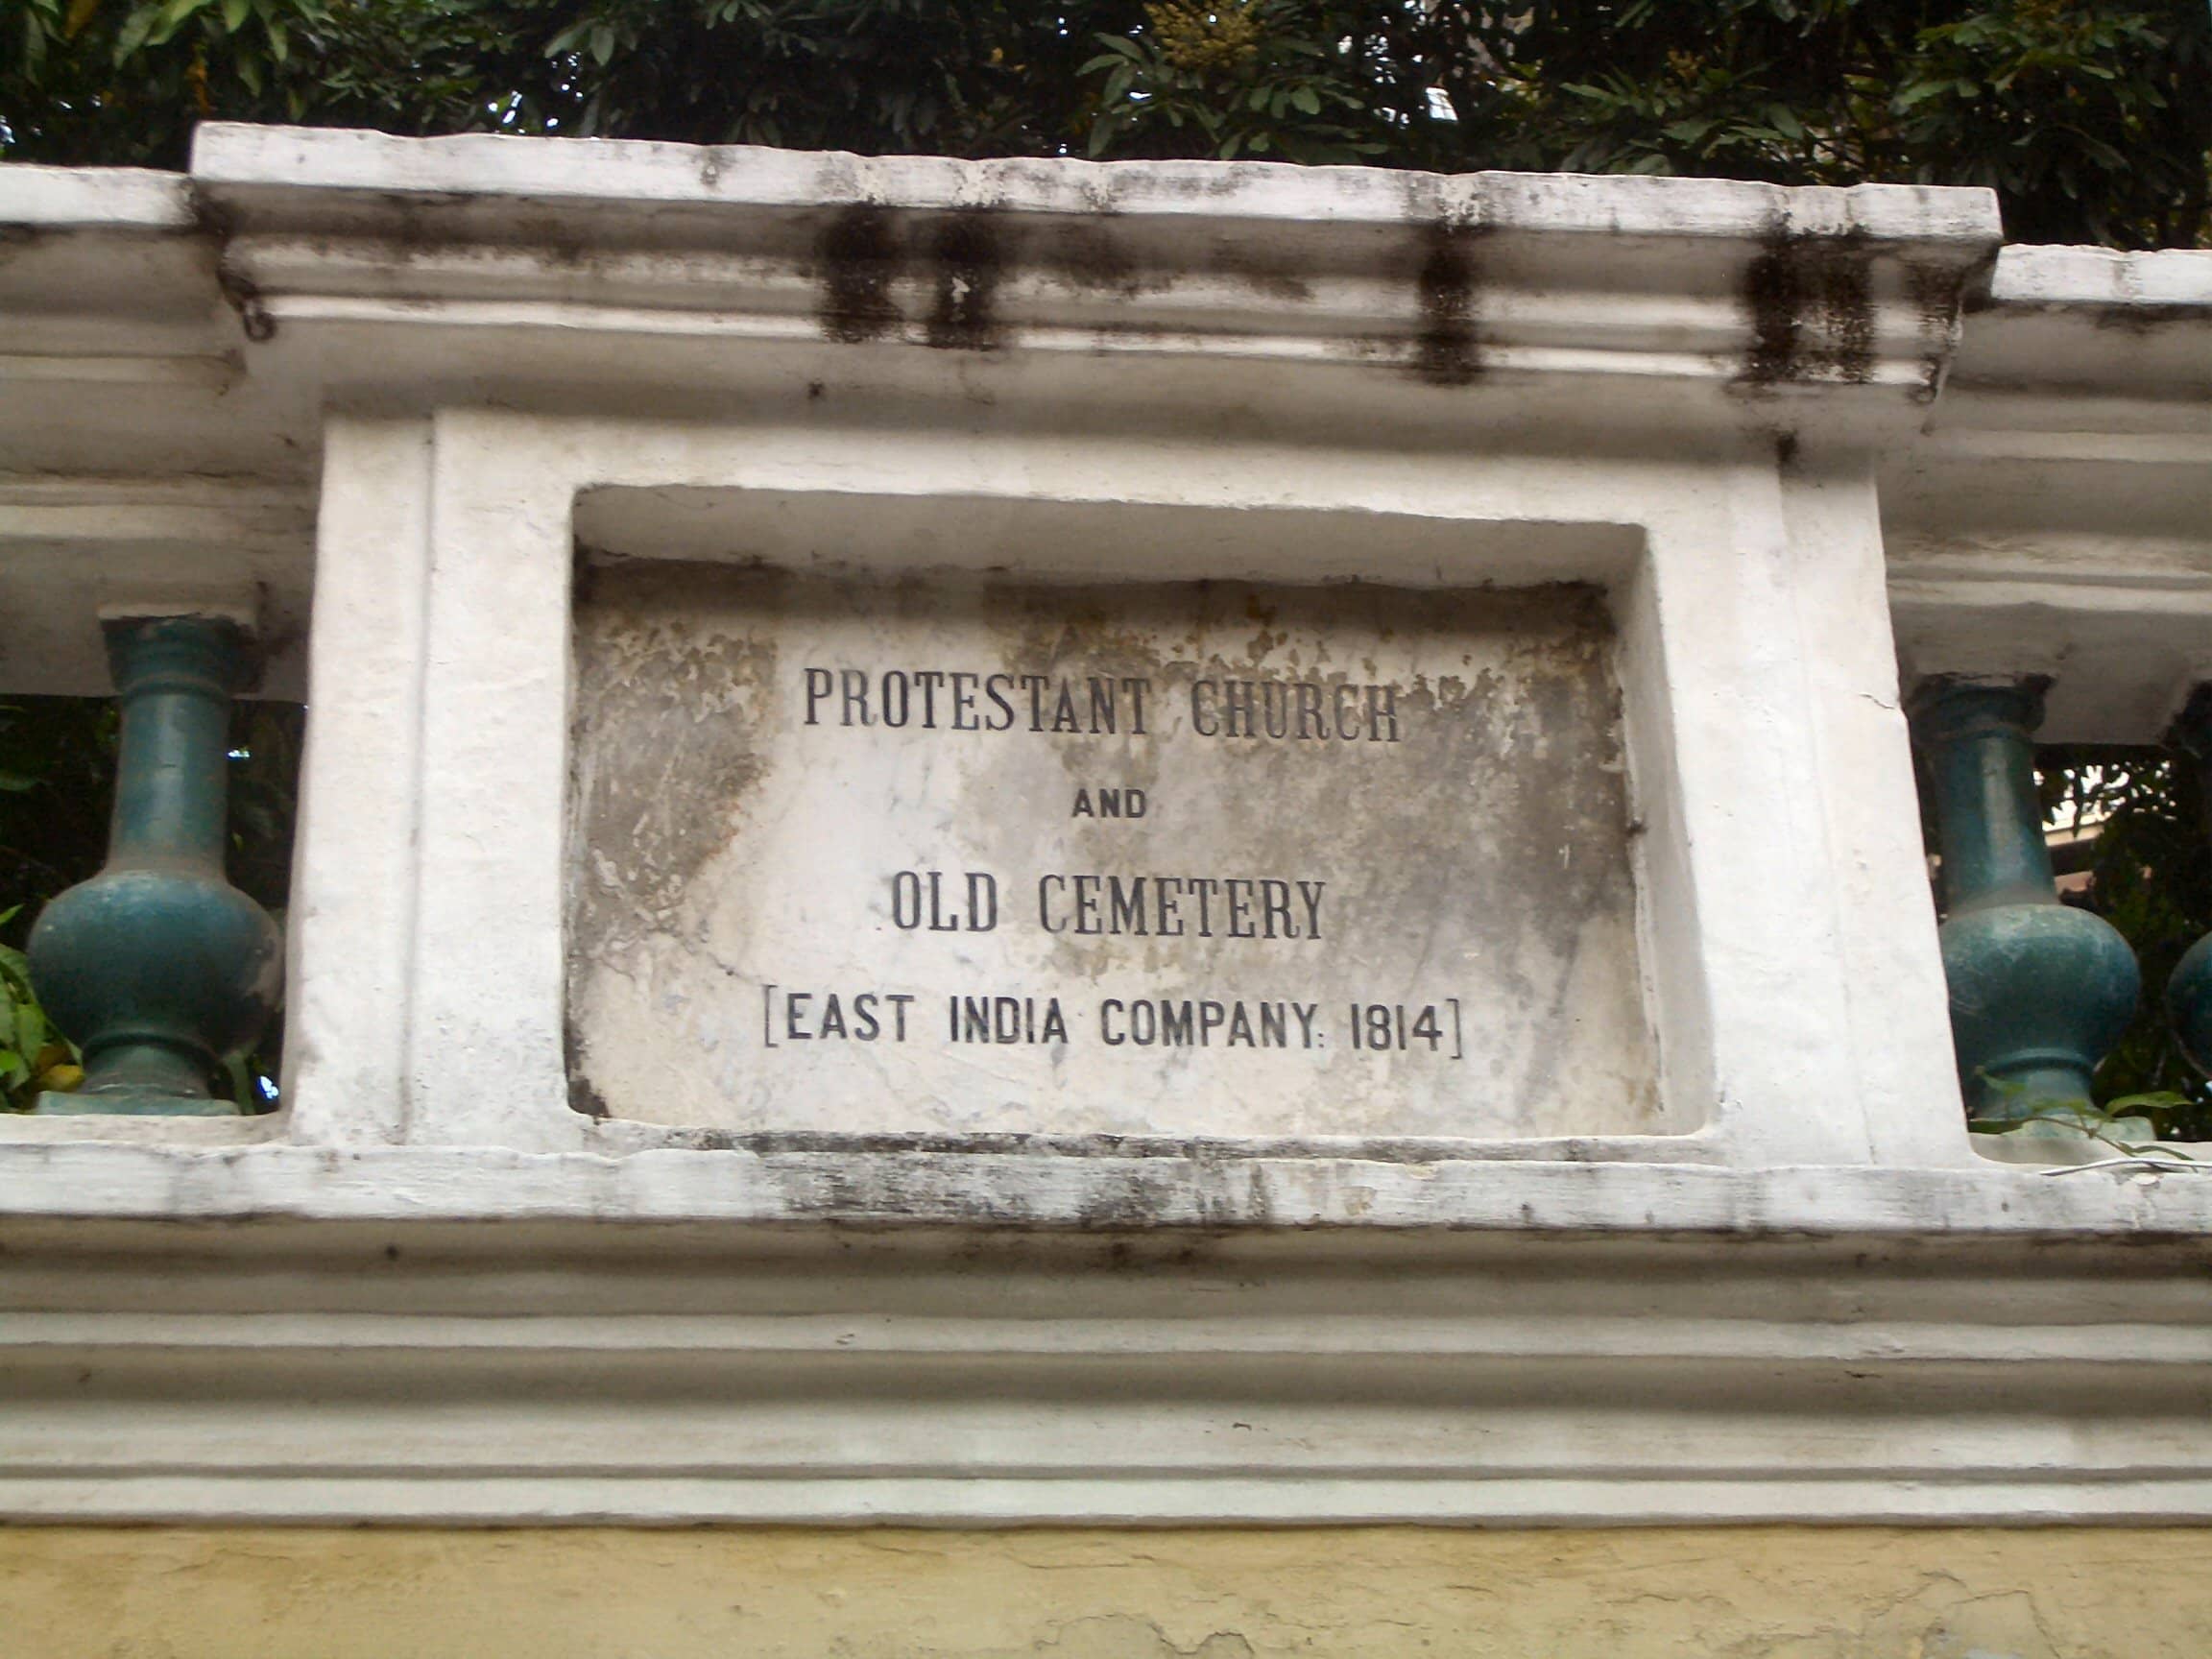 PROTESTANT CHURCH
AND
OLD CEMETERY
[EAST INDIA COMPANY: 1814]